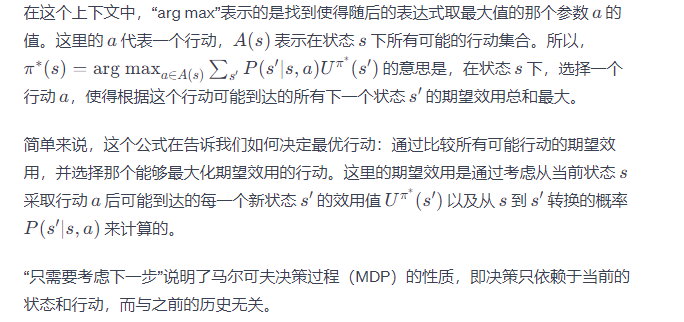 在这个上下文中，“arg max”表示的是找到使得随后的表达式取最大值的那个参数 a 的
值。这里的 a 代表一个行动，A(s) 表示在状态 s 下所有可能的行动集合。所以，
π*(s) = arg max_{a∈A(s)} ∑_{s'} P(s'|s, a)U^{π*}(s') 的意思是，在状态 s 下，选择一个
行动 a，使得根据这个行动可能到达的所有下一个状态 s' 的期望效用总和最大。
简单来说，这个公式在告诉我们如何决定最优行动：通过比较所有可能行动的期望效
用，并选择那个能够最大化期望效用的行动。这里的期望效用是通过考虑从当前状态 s
采取行动 a 后可能到达的每一个新状态 s' 的效用值 U^{π*}(s') 以及从 s 到 s' 转换的概率
P(s'|s, a) 来计算的。
“只需要考虑下一步”说明了马尔可夫决策过程（MDP）的性质，即决策只依赖于当前的
状态和行动，而与之前的历史无关。